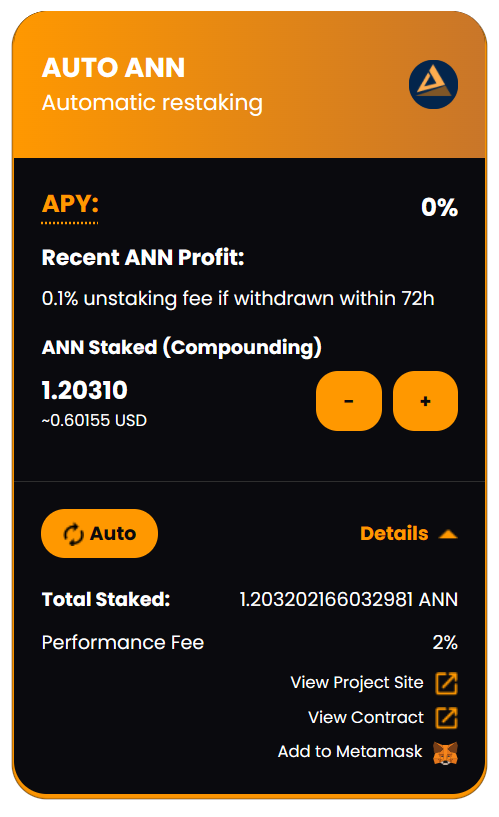 AUTO ANN
Automatic restaking
APY:
0%
Recent ANN Profit:
0.1% unstaking fee if withdrawn within 72h
ANN Staked (Compounding)
1.20310
~0.60155 USD
-
+
Auto
Details
Total Staked:
1.203202166032981 ANN
Performance Fee
2%
View Project Site
View Contract
Add to Metamask